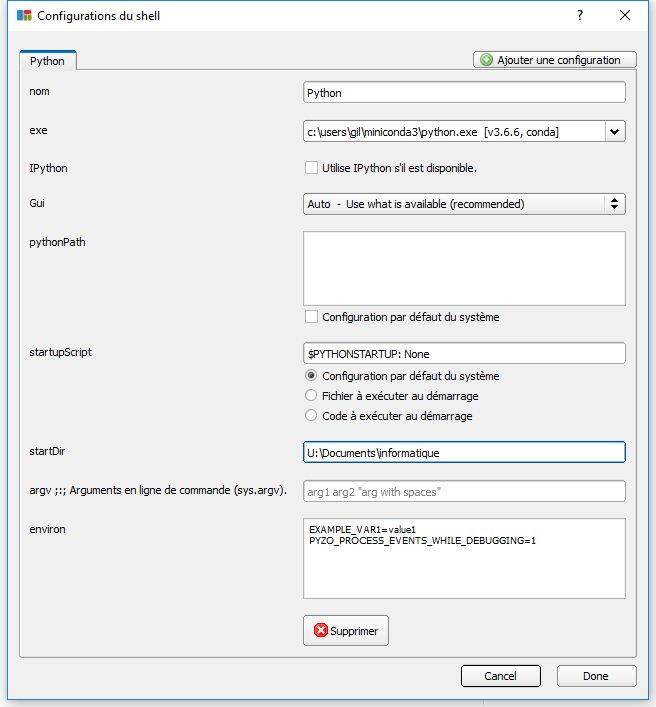 Configurations du shell
?
Python
Ajouter une configuration
nom
Python
exe
c:\users\gil\miniconda3\python.exe [v3.6.6, conda]
IPython
Utilise IPython s'il est disponible.
Gui
Auto - Use what is available (recommended)
pythonPath
Configuration par défaut du système
startupScript
$PYTHONSTARTUP: None
Configuration par défaut du système
Fichier à exécuter au démarrage
Code à exécuter au démarrage
startDir
U:\Documents\informatique
argv ;:; Arguments en ligne de commande (sys.argv).
arg1 arg2 "arg with spaces"
environ
EXAMPLE_VAR1=value1
PYZO_PROCESS_EVENTS_WHILE_DEBUGGING=1
Supprimer
Cancel
Done